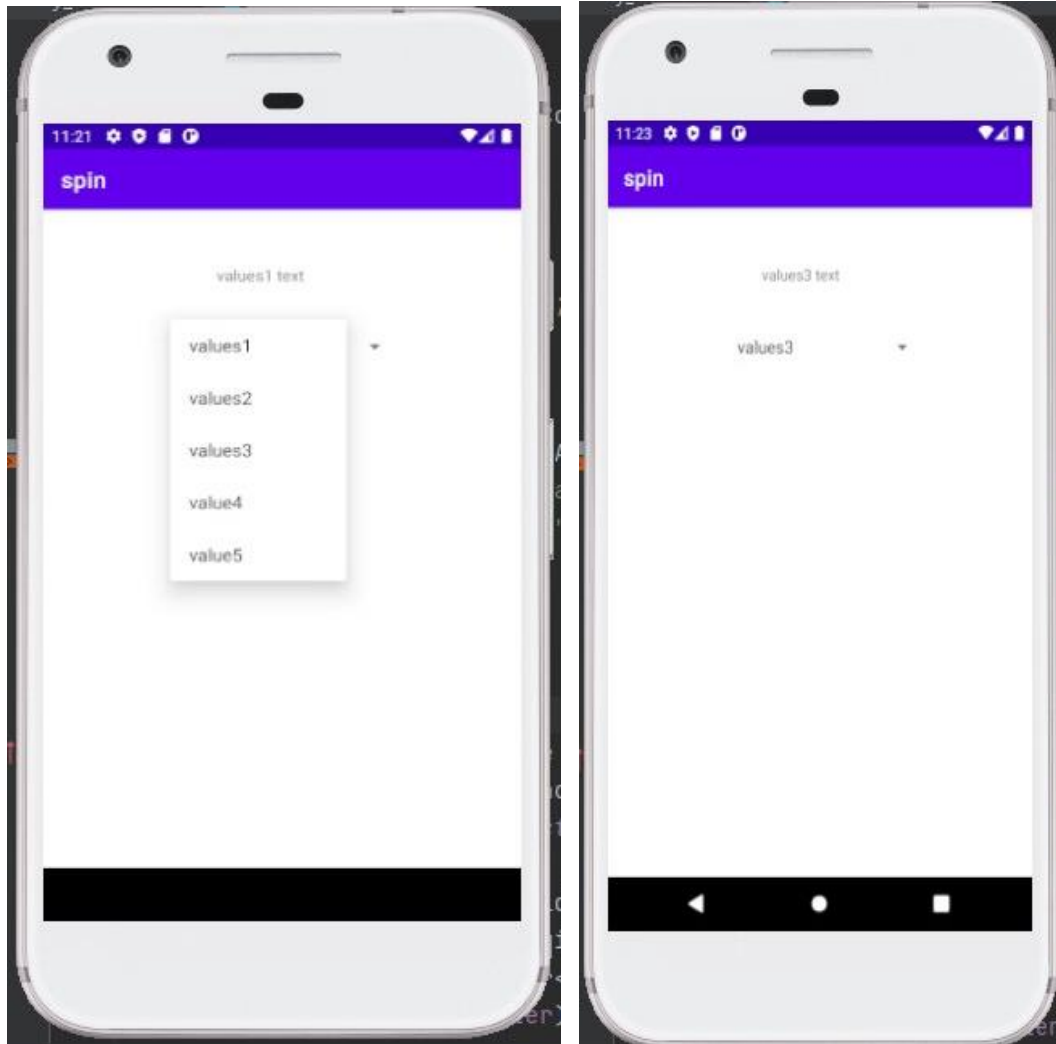 11:21
spin
values1 text
values1
values2
values3
value4
value5
11:23
spin
values3 text
values3